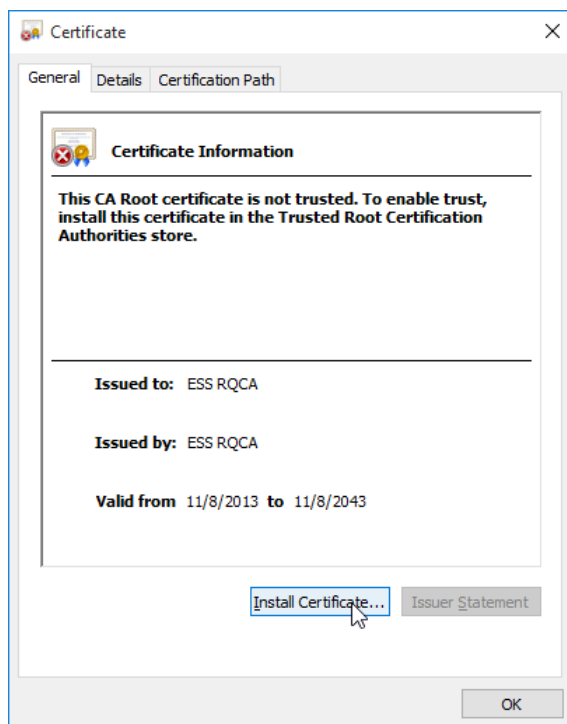 Certificate
General Details Certification Path
Certificate Information
This CA Root certificate is not trusted. To enable trust,
install this certificate in the Trusted Root Certification
Authorities store.
Issued to: ESS RQCA
Issued by: ESS RQCA
Valid from 11/8/2013 to 11/8/2043
Install Certificate... Issuer Statement
OK